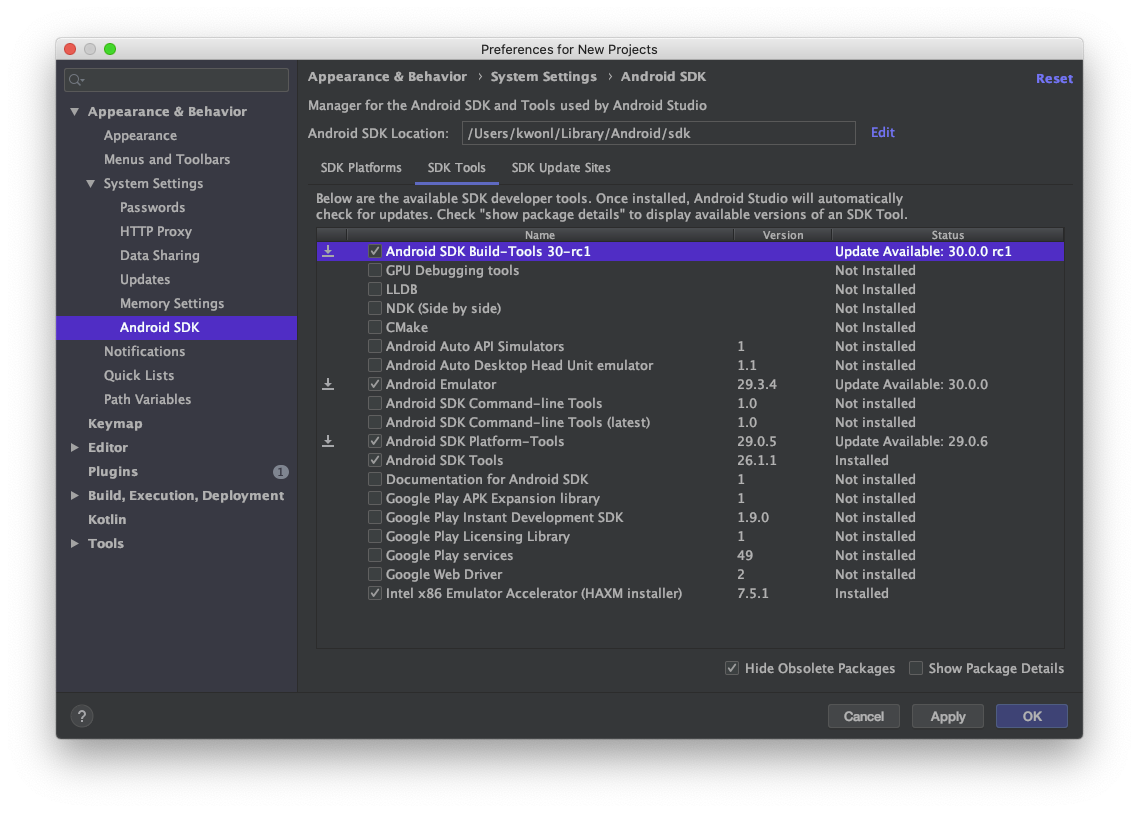 Preferences for New Projects
Appearance & Behavior
Appearance
Menus and Toolbars
System Settings
Passwords
HTTP Proxy
Data Sharing
Updates
Memory Settings
Android SDK
Notifications
Quick Lists
Path Variables
Keymap
Editor
Plugins 1
Build, Execution, Deployment
Kotlin
Tools
Appearance & Behavior › System Settings › Android SDK Reset
Manager for the Android SDK and Tools used by Android Studio
Android SDK Location: /Users/kwonl/Library/Android/sdk Edit
SDK Platforms SDK Tools SDK Update Sites
Below are the available SDK developer tools. Once installed, Android Studio will automatically
check for updates. Check "show package details" to display available versions of an SDK Tool.
Name Version Status
Android SDK Build-Tools 30-rc1 Update Available: 30.0.0 rc1
GPU Debugging tools Not Installed
LLDB Not Installed
NDK (Side by side) Not Installed
CMake Not Installed
Android Auto API Simulators 1 Not installed
Android Auto Desktop Head Unit emulator 1.1 Not installed
Android Emulator 29.3.4 Update Available: 30.0.0
Android SDK Command-line Tools 1.0 Not installed
Android SDK Command-line Tools (latest) 1.0 Not installed
Android SDK Platform-Tools 29.0.5 Update Available: 29.0.6
Android SDK Tools 26.1.1 Installed
Documentation for Android SDK 1 Not installed
Google Play APK Expansion library 1 Not installed
Google Play Instant Development SDK 1.9.0 Not installed
Google Play Licensing Library 1 Not installed
Google Play services 49 Not installed
Google Web Driver 2 Not installed
Intel x86 Emulator Accelerator (HAXM installer) 7.5.1 Installed
Hide Obsolete Packages Show Package Details
? Cancel Apply OK